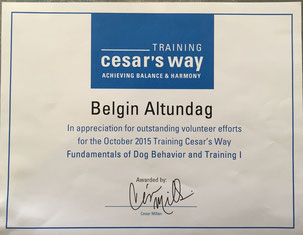 TRAINING
cesar's way
ACHIEVING BALANCE & HARMONY
Belgin Altundag
In appreciation for outstanding volunteer efforts
for the October 2015 Training Cesar's Way
Fundamentals of Dog Behavior and Training I
Awarded by:
Cesar Millan